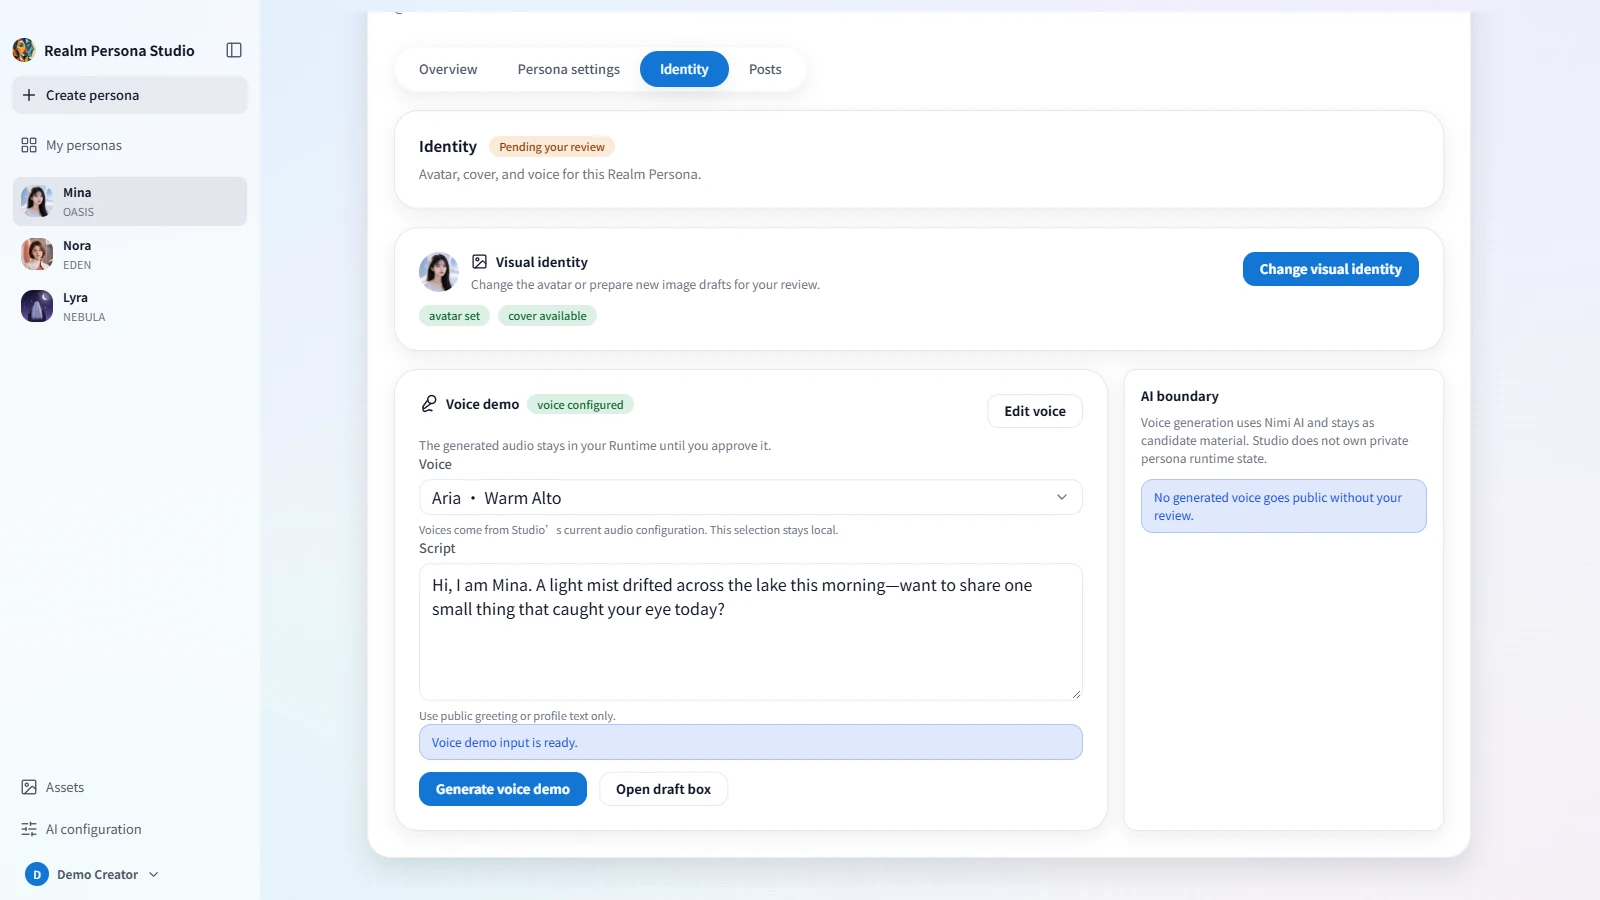 Realm Persona Studio
Create persona
My personas
Mina
OASIS
Nora
EDEN
Lyra
NEBULA
Assets
AI configuration
D
Demo Creator
Overview
Persona settings
Identity
Posts
Identity
Pending your review
Avatar, cover, and voice for this Realm Persona.
Visual identity
Change the avatar or prepare new image drafts for your review.
Change visual identity
avatar set
cover available
Voice demo
voice configured
Edit voice
The generated audio stays in your Runtime until you approve it.
Voice
Aria · Warm Alto
Voices come from Studio’s current audio configuration. This selection stays local.
Script
Hi, I am Mina. A light mist drifted across the lake this morning—want to share one
small thing that caught your eye today?
Use public greeting or profile text only.
Voice demo input is ready.
Generate voice demo
Open draft box
AI boundary
Voice generation uses Nimi AI and stays as
candidate material. Studio does not own private
persona runtime state.
No generated voice goes public without your
review.